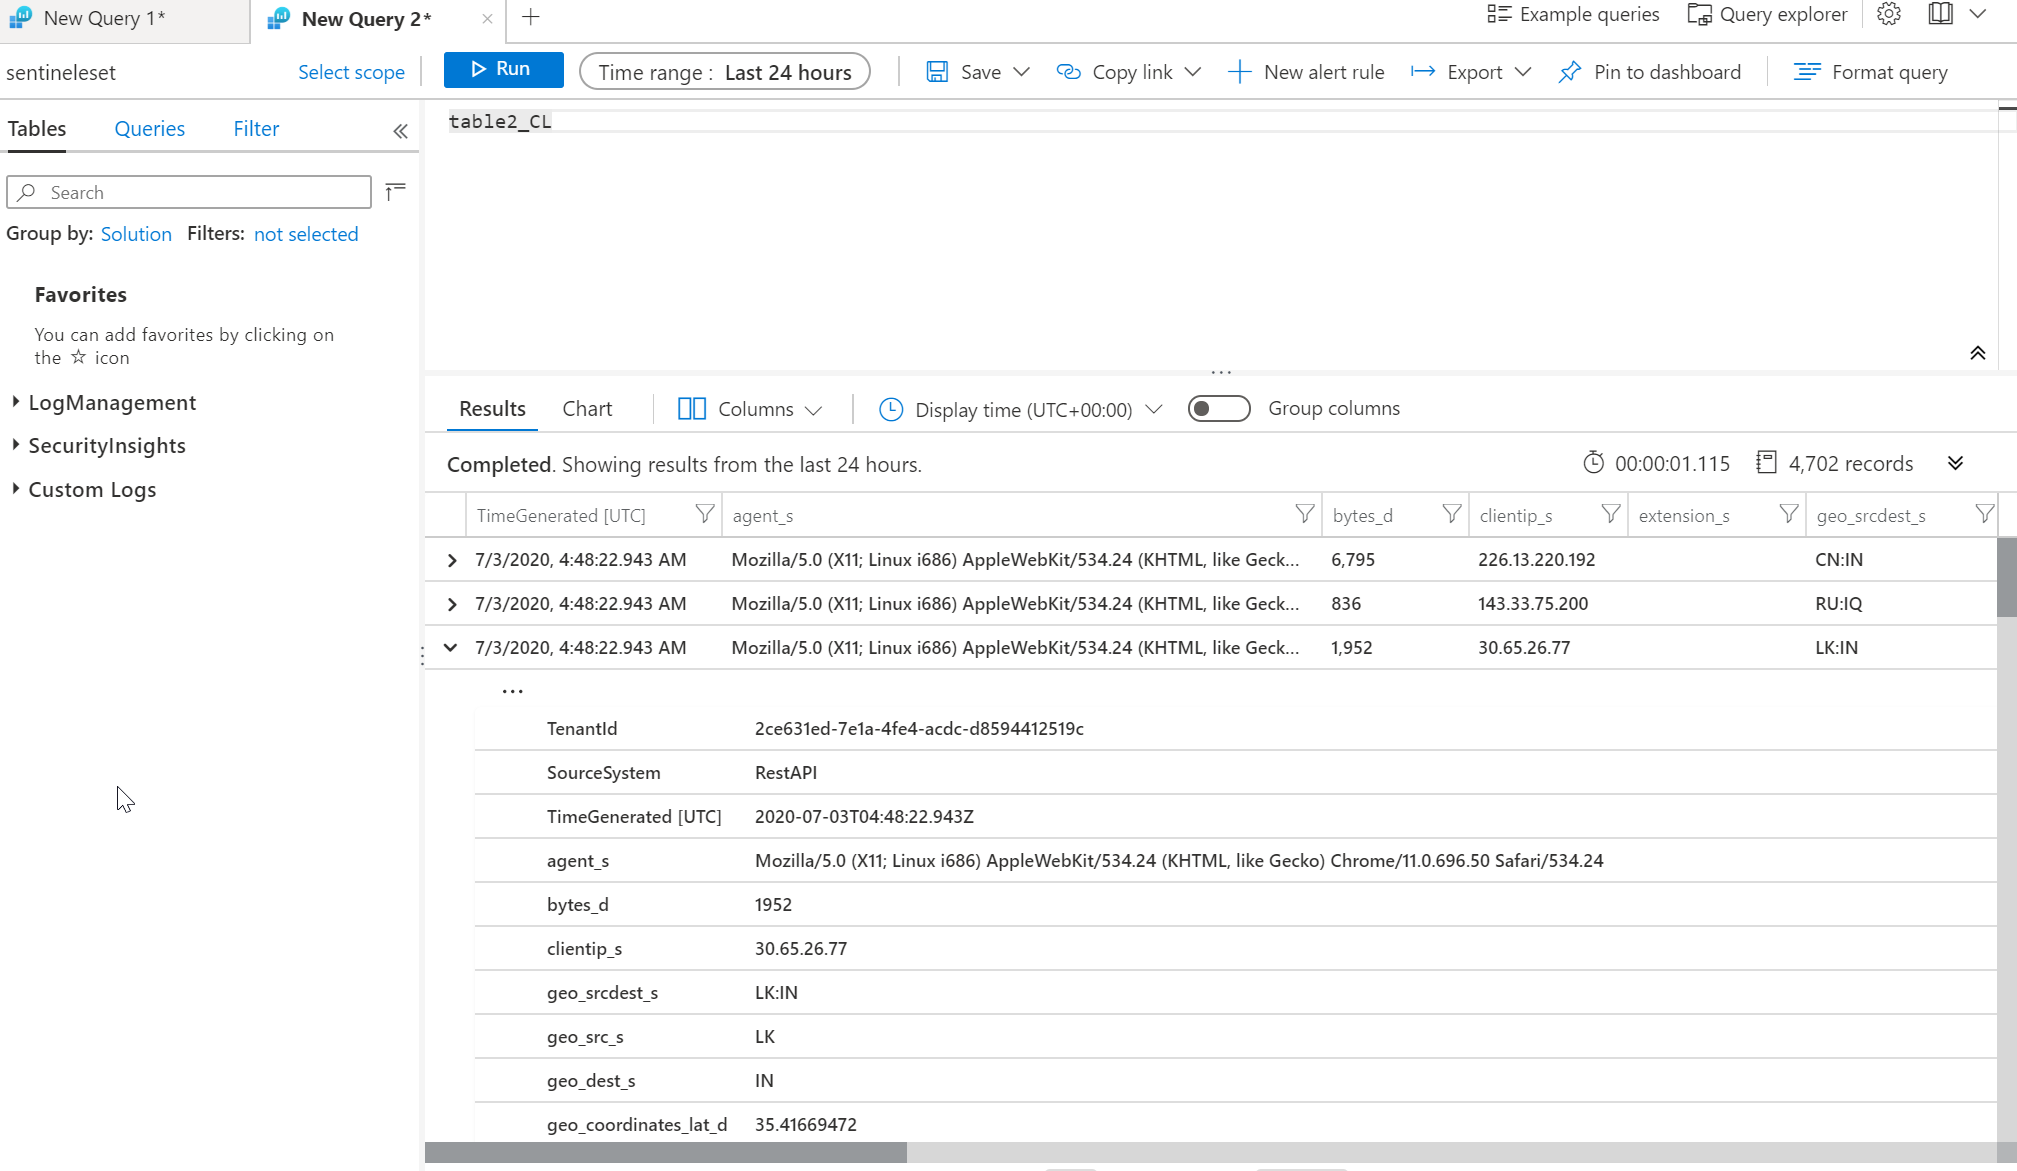 New Query 1*
New Query 2*
Example queries
Query explorer
sentineleset
Select scope
Run
Time range : Last 24 hours
Save
Copy link
New alert rule
Export
Pin to dashboard
Format query
Tables
Queries
Filter
table2_CL
Search
Group by: Solution Filters: not selected
Favorites
You can add favorites by clicking on
the ☆ icon
LogManagement
SecurityInsights
Custom Logs
Results
Chart
Columns
Display time (UTC+00:00)
Group columns
Completed. Showing results from the last 24 hours.
00:00:01.115
4,702 records
TimeGenerated [UTC] agent_s bytes_d clientip_s extension_s geo_srcdest_s
7/3/2020, 4:48:22.943 AM Mozilla/5.0 (X11; Linux i686) AppleWebKit/534.24 (KHTML, like Geck... 6,795 226.13.220.192 CN:IN
7/3/2020, 4:48:22.943 AM Mozilla/5.0 (X11; Linux i686) AppleWebKit/534.24 (KHTML, like Geck... 836 143.33.75.200 RU:IQ
7/3/2020, 4:48:22.943 AM Mozilla/5.0 (X11; Linux i686) AppleWebKit/534.24 (KHTML, like Geck... 1,952 30.65.26.77 LK:IN
...
TenantId 2ce631ed-7e1a-4fe4-acdc-d8594412519c
SourceSystem RestAPI
TimeGenerated [UTC] 2020-07-03T04:48:22.943Z
agent_s Mozilla/5.0 (X11; Linux i686) AppleWebKit/534.24 (KHTML, like Gecko) Chrome/11.0.696.50 Safari/534.24
bytes_d 1952
clientip_s 30.65.26.77
geo_srcdest_s LK:IN
geo_src_s LK
geo_dest_s IN
geo_coordinates_lat_d 35.41669472